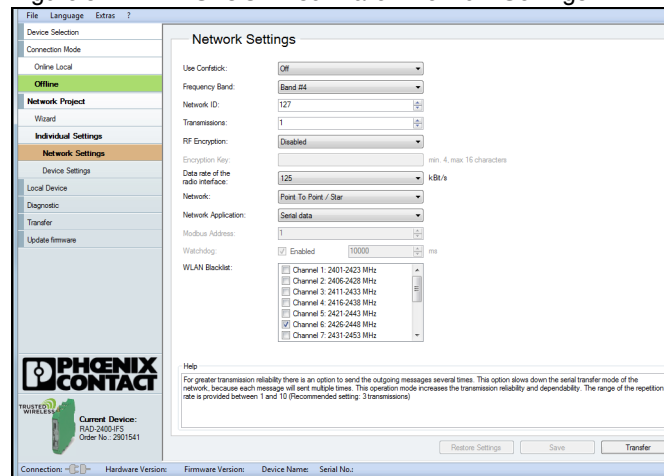 File Language Extras ?
Device Selection
Connection Mode
Online Local
Offline
Network Project
Wizard
Individual Settings
Network Settings
Device Settings
Local Device
Diagnostic
Transfer
Update firmware
PHŒNIX
CONTACT
TRUSTED
WIRELESS
Current Device:
RAD-2400-IFS
Order No.: 2901541
Network Settings
Use Confstick: Off
Frequency Band: Band #4
Network ID: 127
Transmissions: 1
RF Encryption: Disabled
Encryption Key: min. 4, max 16 characters
Data rate of the
radio interface: 125 kBit/s
Network: Point To Point / Star
Network Application: Serial data
Modbus Address: 1
Watchdog: Enabled 10000 ms
WLAN Blacklist:
Channel 1: 2401-2423 MHz
Channel 2: 2406-2428 MHz
Channel 3: 2411-2433 MHz
Channel 4: 2416-2438 MHz
Channel 5: 2421-2443 MHz
Channel 6: 2426-2448 MHz
Channel 7: 2431-2453 MHz
Help
For greater transmission reliability there is an option to send the outgoing messages several times. This option slows down the serial transfer mode of the
network, because each message will sent multiple times. This operation mode increases the transmission reliability and dependability. The range of the repetition
rate is provided between 1 and 10 (Recommended setting: 3 transmissions)
Restore Settings Save Transfer
Connection: Hardware Version: Firmware Version: Device Name: Serial No.: